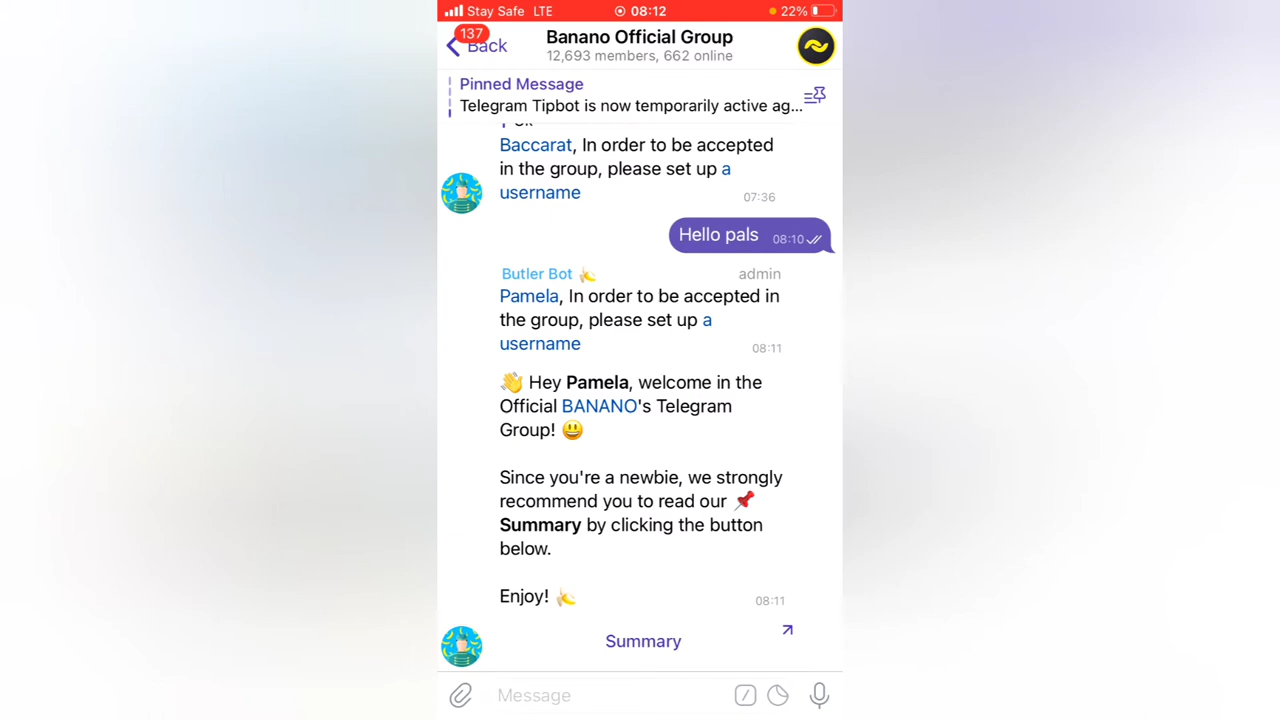 Stay Safe LTE 08:12 22%
137
Back
Banano Official Group
12,693 members, 662 online
Pinned Message
Telegram Tipbot is now temporarily active ag...
Baccarat, In order to be accepted
in the group, please set up a
username
07:36
Hello pals 08:10
Butler Bot 🍌 admin
Pamela, In order to be accepted in
the group, please set up a
username
08:11
👋 Hey Pamela, welcome in the
Official BANANO's Telegram
Group! 😃
Since you're a newbie, we strongly
recommend you to read our 📌
Summary by clicking the button
below.
Enjoy! 🍌
08:11
Summary
Message